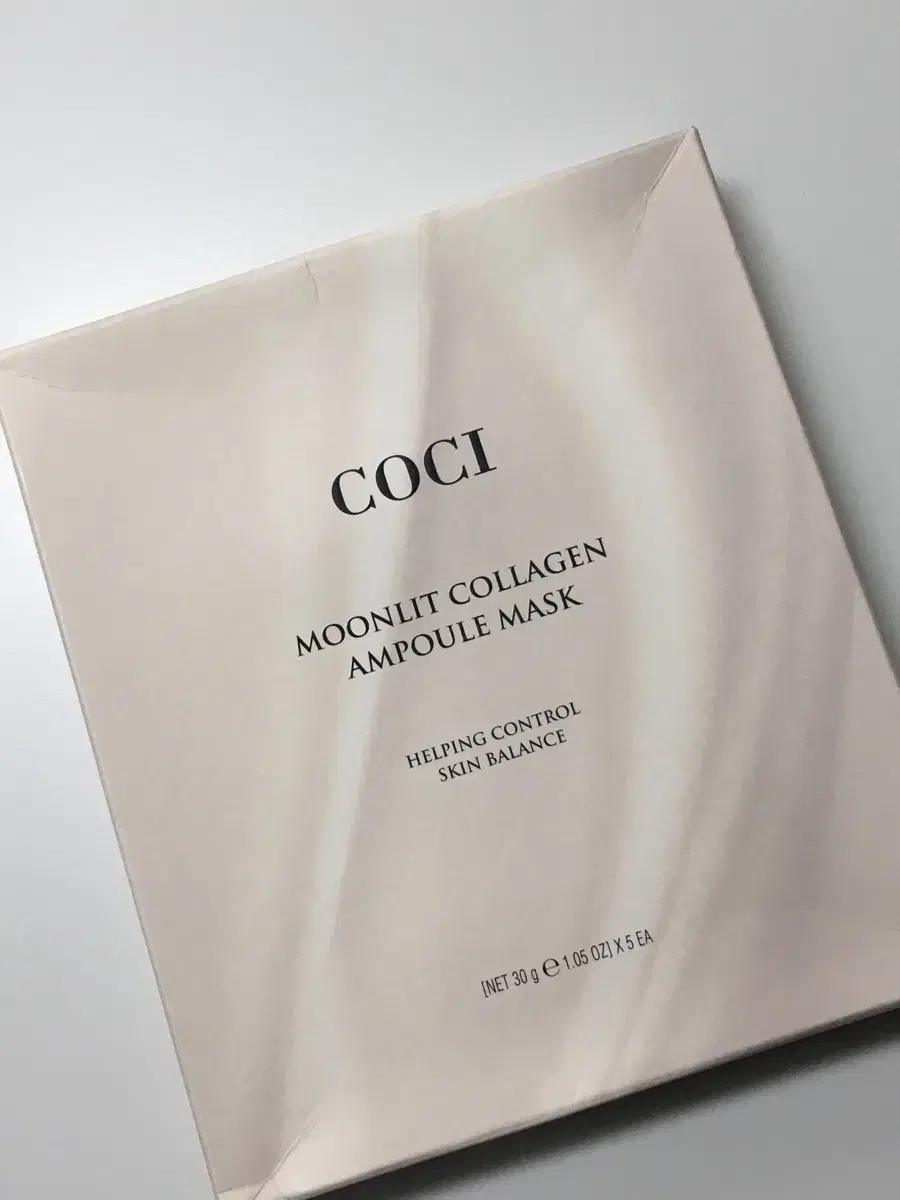 COCI
MOONLIT COLLAGEN
AMPOULE MASK
HELPING CONTROL
SKIN BALANCE
[NET 30 g ℮ 1.05 OZ] X 5 EA